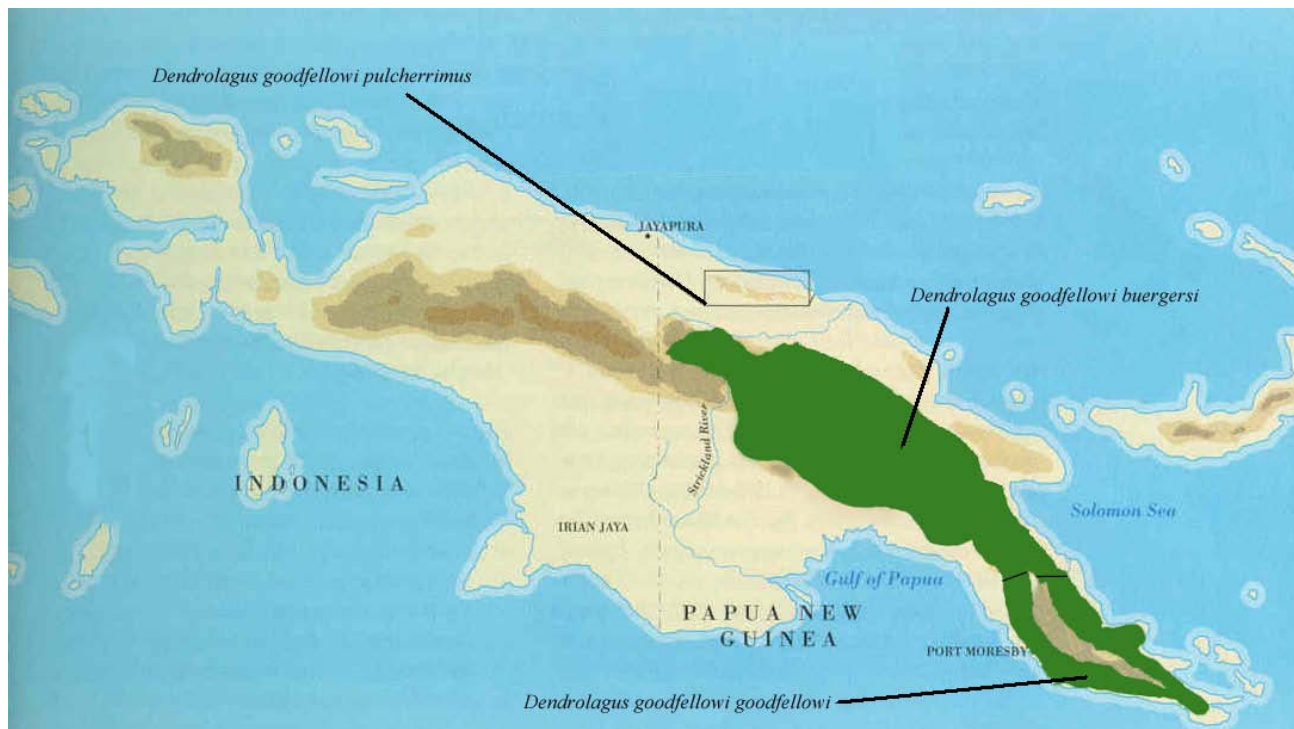 Dendrolagus goodfellowi pulcherrimus
JAYAPURA
Dendrolagus goodfellowi buergersi
Strickland River
INDONESIA
Solomon Sea
IRIAN JAYA
Gulf of Papua
PAPUA NEW
GUINEA
PORT MORESBY
Dendrolagus goodfellowi goodfellowi